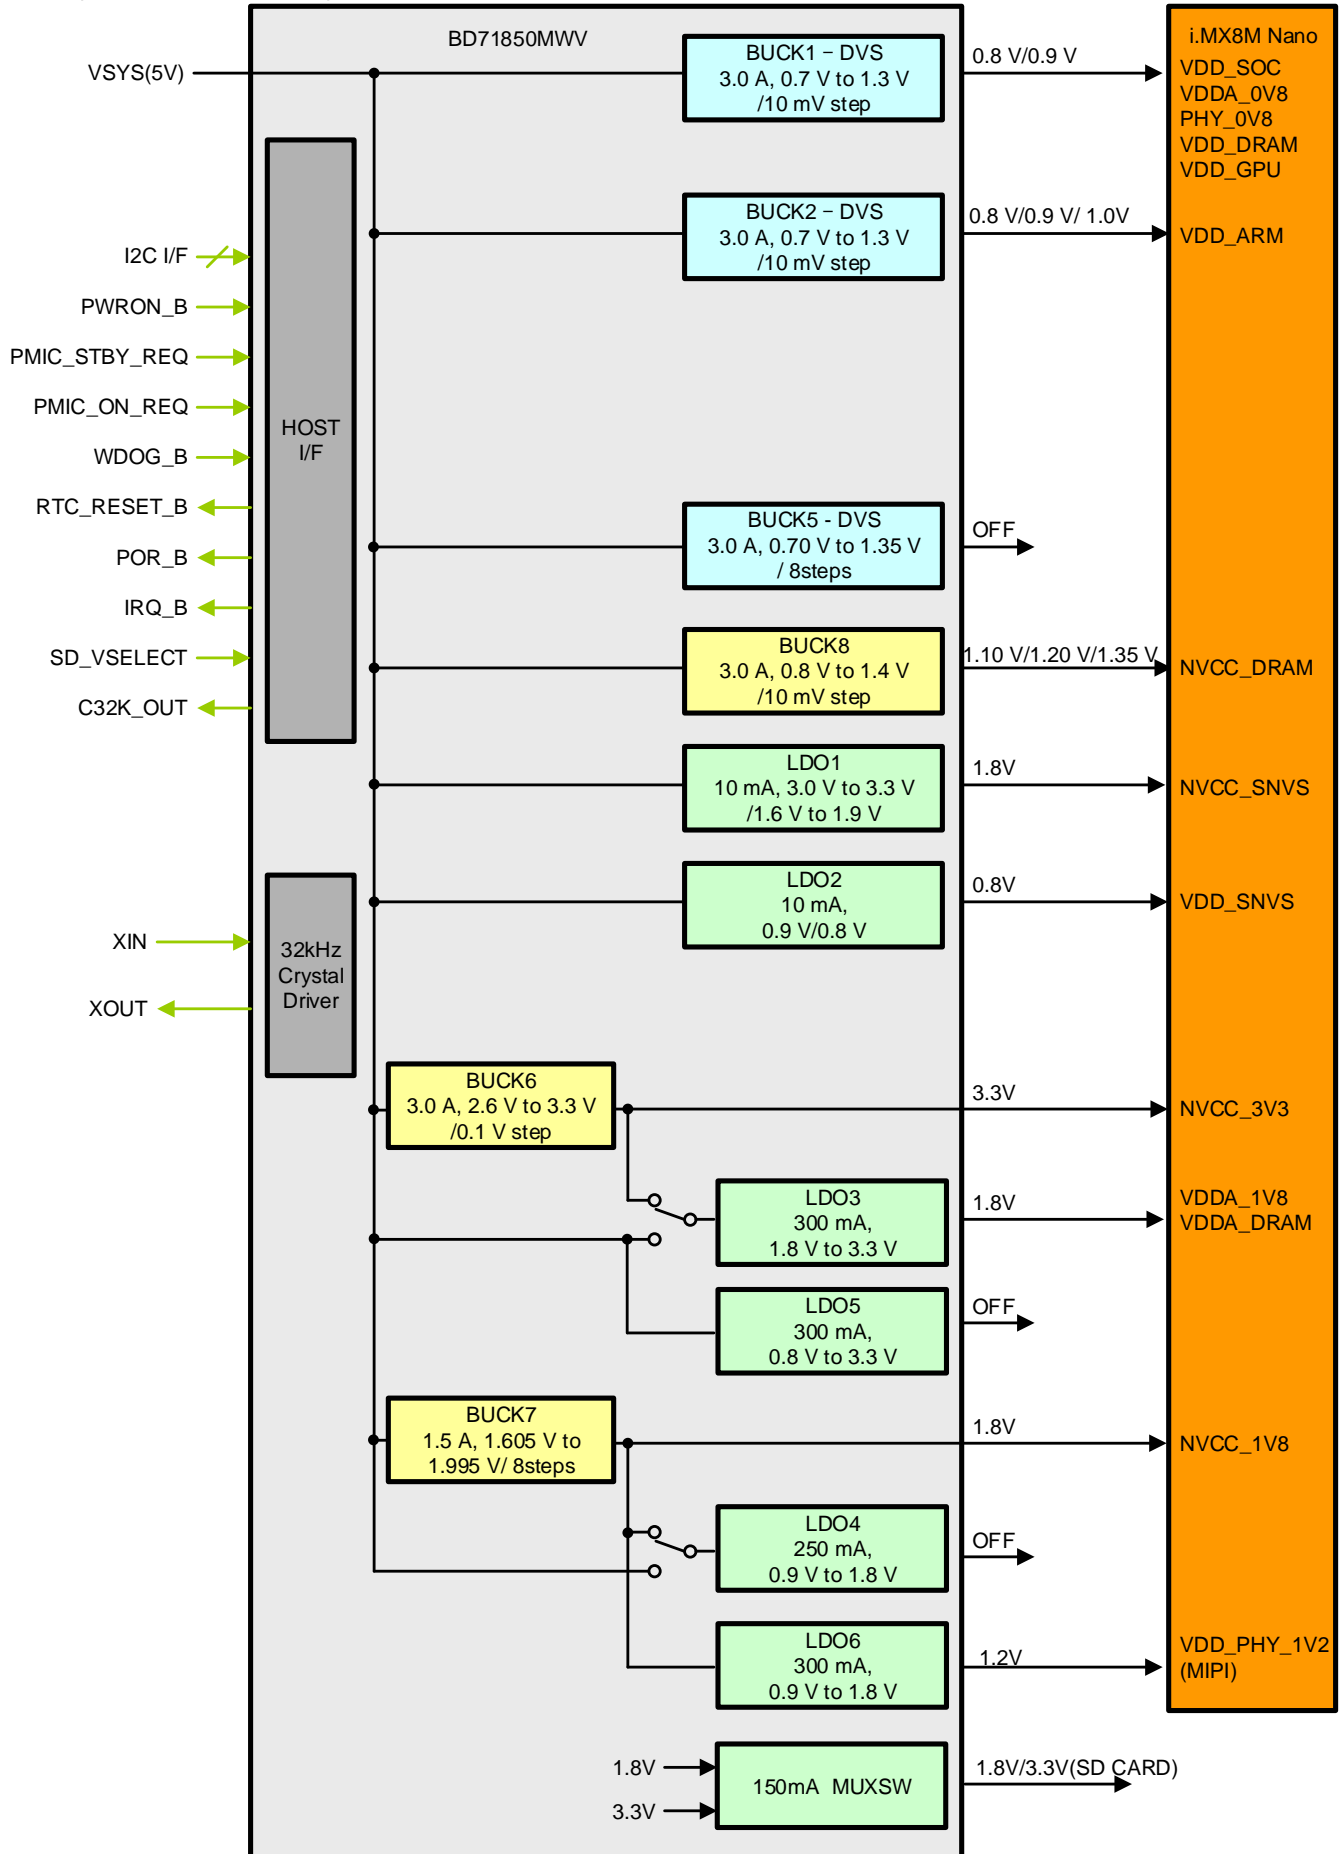 BD71850MWV
VSYS(5V)
I2C I/F
PWRON_B
PMIC_STBY_REQ
PMIC_ON_REQ
WDOG_B
RTC_RESET_B
POR_B
IRQ_B
SD_VSELECT
C32K_OUT
XIN
XOUT
HOST
I/F
32kHz
Crystal
Driver
BUCK1 – DVS
3.0 A, 0.7 V to 1.3 V
/10 mV step
0.8 V/0.9 V
BUCK2 – DVS
3.0 A, 0.7 V to 1.3 V
/10 mV step
0.8 V/0.9 V/ 1.0V
BUCK5 - DVS
3.0 A, 0.70 V to 1.35 V
/ 8steps
OFF
BUCK8
3.0 A, 0.8 V to 1.4 V
/10 mV step
1.10 V/1.20 V/1.35 V
LDO1
10 mA, 3.0 V to 3.3 V
/1.6 V to 1.9 V
1.8V
LDO2
10 mA,
0.9 V/0.8 V
0.8V
BUCK6
3.0 A, 2.6 V to 3.3 V
/0.1 V step
3.3V
LDO3
300 mA,
1.8 V to 3.3 V
1.8V
LDO5
300 mA,
0.8 V to 3.3 V
OFF
BUCK7
1.5 A, 1.605 V to
1.995 V/ 8steps
1.8V
LDO4
250 mA,
0.9 V to 1.8 V
OFF
LDO6
300 mA,
0.9 V to 1.8 V
1.2V
1.8V
3.3V
150mA MUXSW
1.8V/3.3V(SD CARD)
i.MX8M Nano
VDD_SOC
VDDA_0V8
PHY_0V8
VDD_DRAM
VDD_GPU
VDD_ARM
NVCC_DRAM
NVCC_SNVS
VDD_SNVS
NVCC_3V3
VDDA_1V8
VDDA_DRAM
NVCC_1V8
VDD_PHY_1V2
(MIPI)